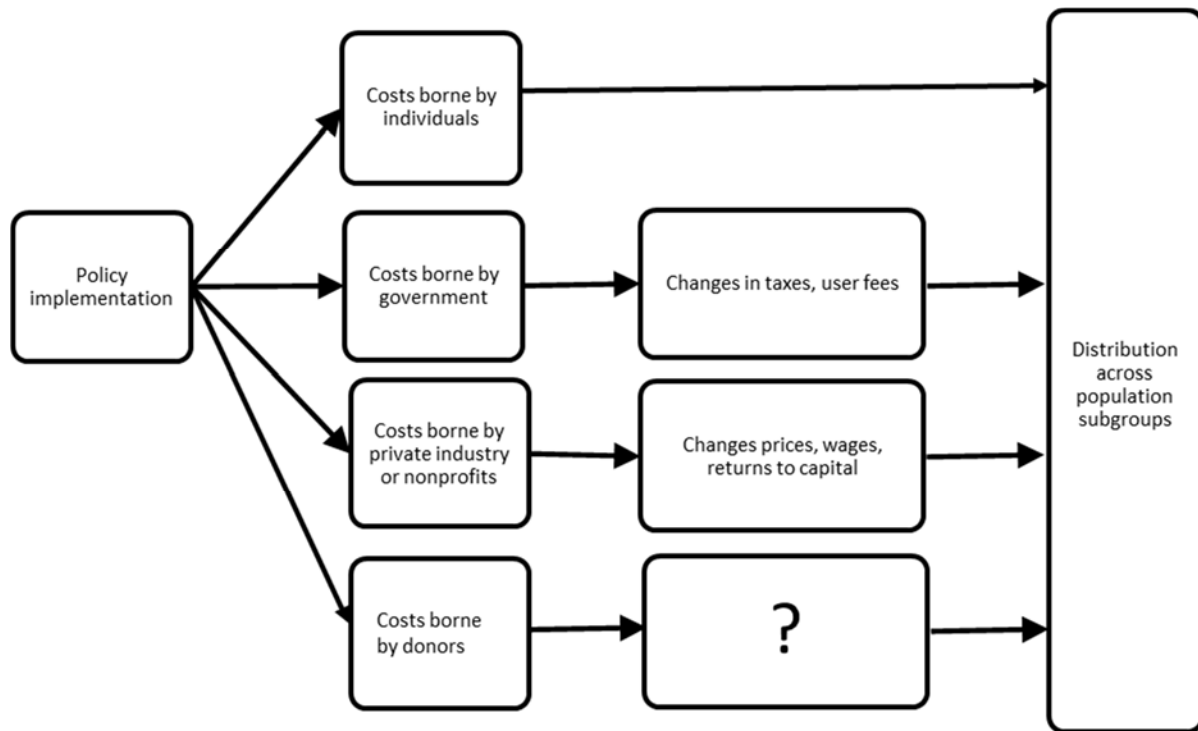 Costs borne by
individuals
Policy
implementation
Costs borne by
government
Changes in taxes, user fees
Costs borne by
private industry
or nonprofits
Changes prices, wages,
returns to capital
Costs borne
by donors
?
Distribution
across
population
subgroups